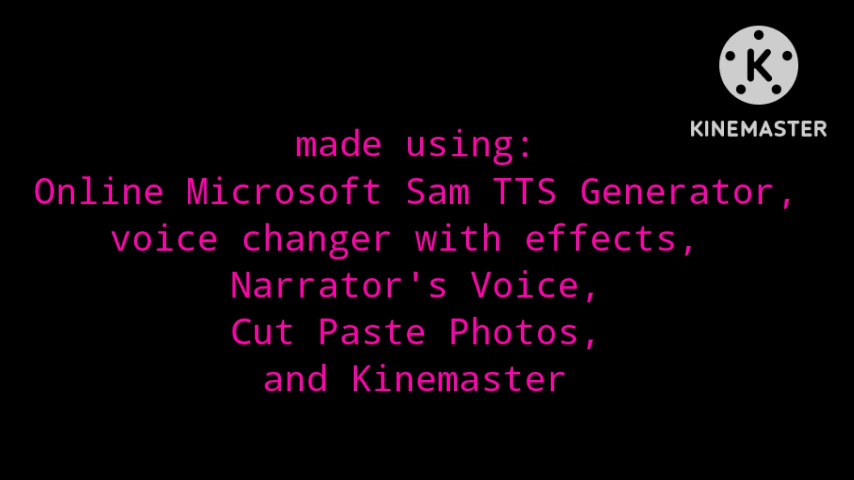 K
KINEMASTER
made using:
Online Microsoft Sam TTS Generator,
voice changer with effects,
Narrator's Voice,
Cut Paste Photos,
and Kinemaster